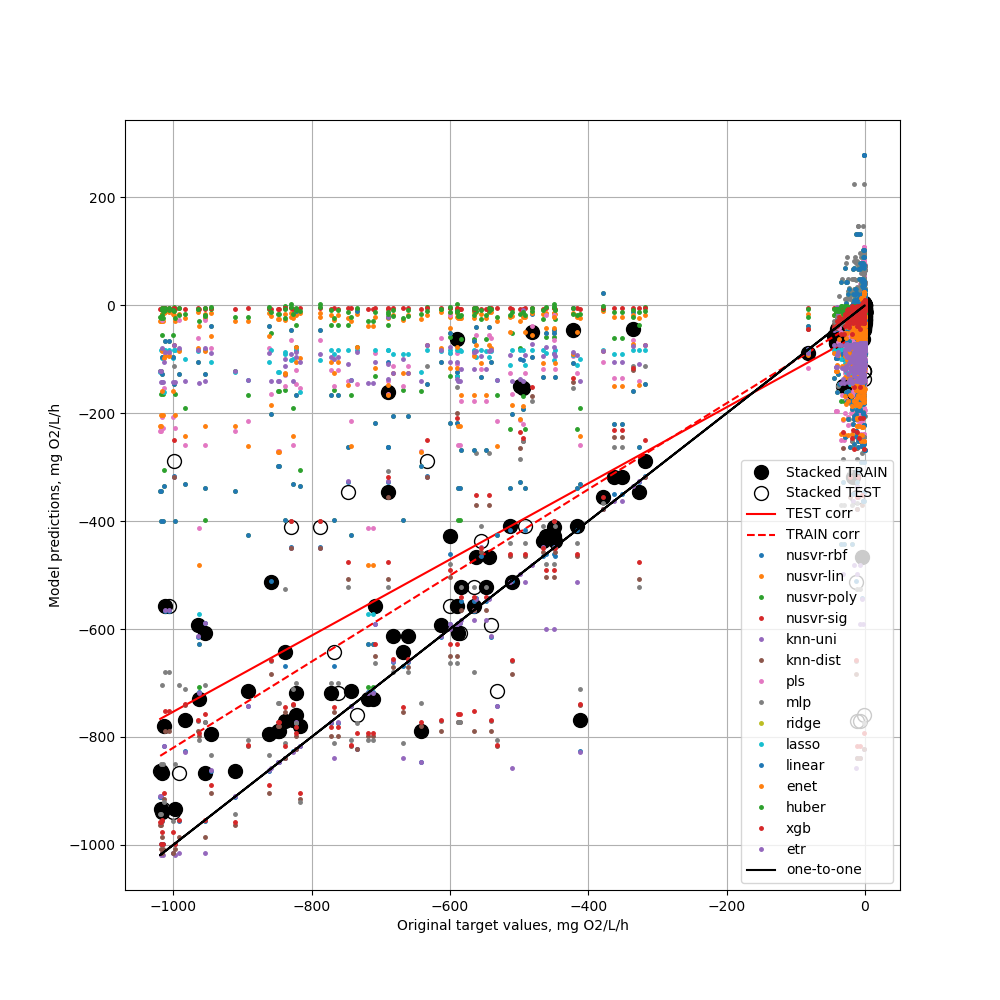 200
0
−200
−400
−600
−800
−1000
Model predictions, mg O2/L/h
−1000 −800 −600 −400 −200 0
Original target values, mg O2/L/h
Stacked TRAIN
Stacked TEST
TEST corr
TRAIN corr
nusvr-rbf
nusvr-lin
nusvr-poly
nusvr-sig
knn-uni
knn-dist
pls
mlp
ridge
lasso
linear
enet
huber
xgb
etr
one-to-one